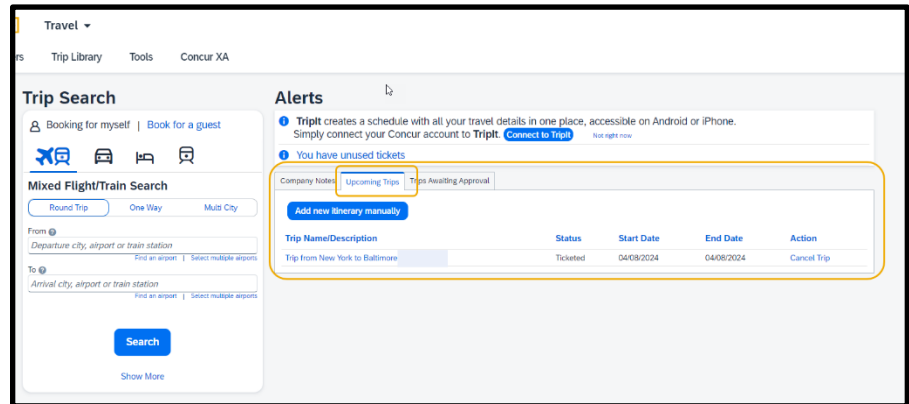 Travel
rs Trip Library Tools Concur XA
Trip Search
Booking for myself | Book for a guest
Mixed Flight/Train Search
Round Trip One Way Multi City
From
Departure city, airport or train station
Find an airport | Select multiple airports
To
Arrival city, airport or train station
Find an airport | Select multiple airports
Search
Show More
Alerts
TripIt creates a schedule with all your travel details in one place, accessible on Android or iPhone.
Simply connect your Concur account to TripIt. Connect to TripIt Not right now
You have unused tickets
Company Notes Upcoming Trips Trips Awaiting Approval
Add new itinerary manually
Trip Name/Description Status Start Date End Date Action
Trip from New York to Baltimore Ticketed 04/08/2024 04/08/2024 Cancel Trip